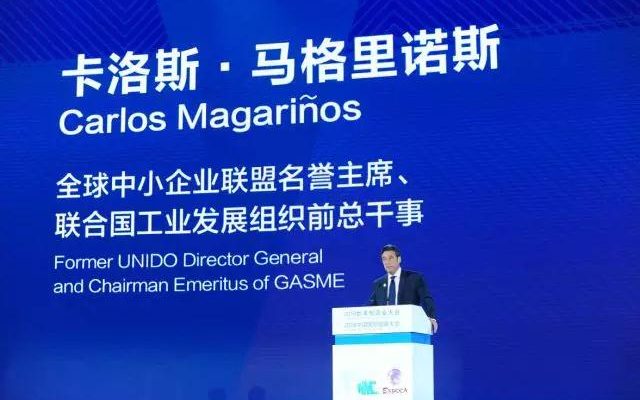 卡洛斯·马格里诺斯
Carlos Magariños
全球中小企业联盟名誉主席、
联合国工业发展组织前总干事
Former UNIDO Director General
and Chairman Emeritus of GASME